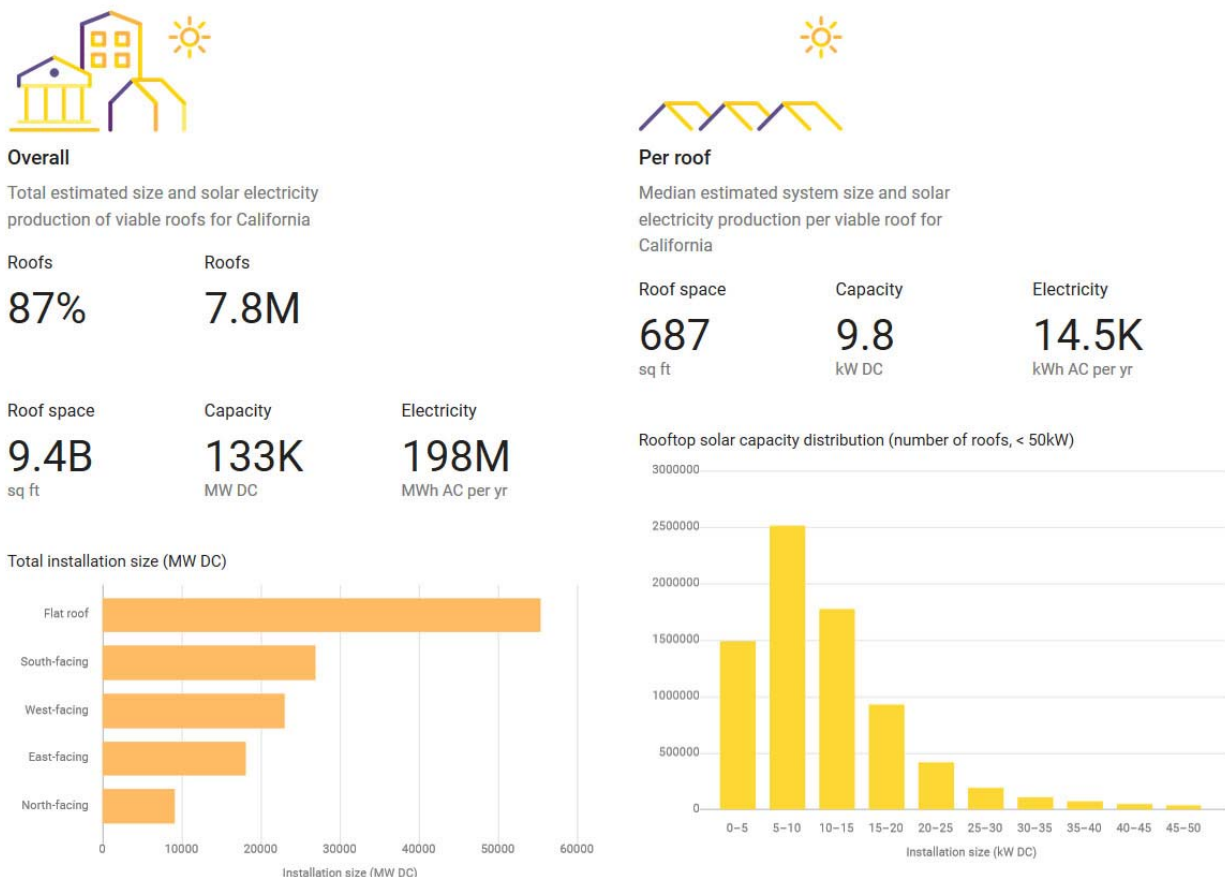 Overall
Total estimated size and solar electricity
production of viable roofs for California
Roofs
Roofs
87%
7.8M
Roof space
Capacity
Electricity
9.4B
133K
198M
sq ft
MW DC
MWh AC per yr
Total installation size (MW DC)
Flat roof
South-facing
West-facing
East-facing
North-facing
0
10000
20000
30000
40000
50000
60000
Installation size (MW DC)
Per roof
Median estimated system size and solar
electricity production per viable roof for
California
Roof space
Capacity
Electricity
687
9.8
14.5K
sq ft
kW DC
kWh AC per yr
Rooftop solar capacity distribution (number of roofs, < 50kW)
3000000
2500000
2000000
1500000
1000000
500000
0
0–5
5–10
10–15
15–20
20–25
25–30
30–35
35–40
40–45
45–50
Installation size (kW DC)